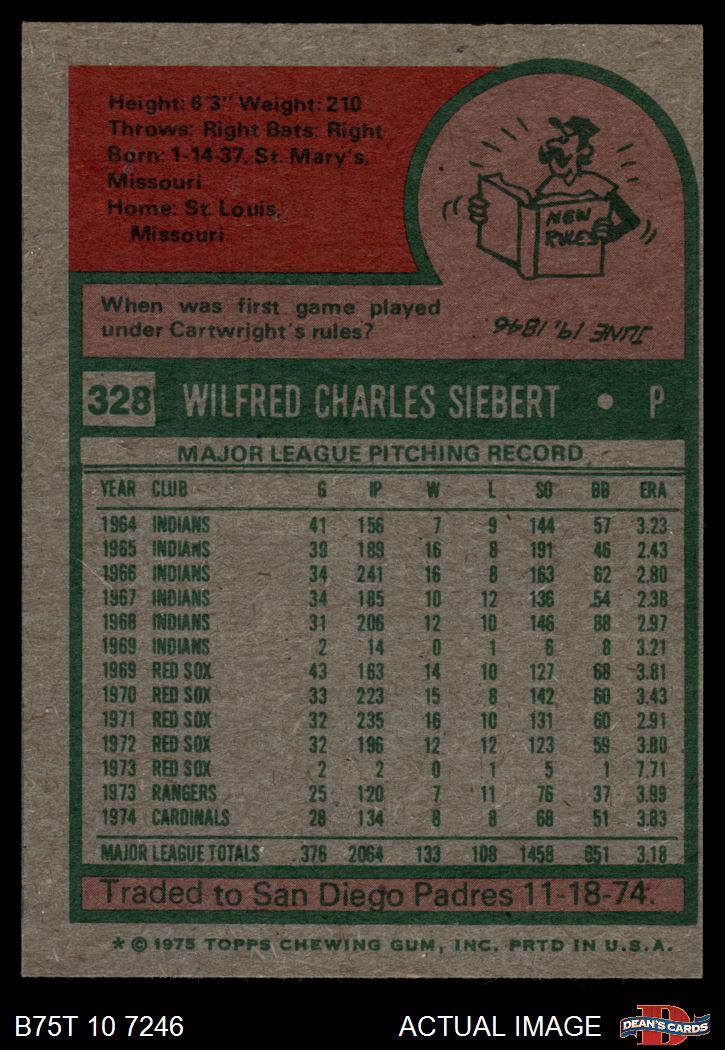 Height: 6'3" Weight: 210
Throws: Right Bats: Right
Born: 1-14-37, St. Mary's,
Missouri
Home: St. Louis,
Missouri
NEW
RULES
When was first game played
under Cartwright's rules?
JUNE 19, 1846
328 WILFRED CHARLES SIEBERT • P
MAJOR LEAGUE PITCHING RECORD
YEAR CLUB G IP W L SO BB ERA
1964 INDIANS 41 156 7 9 144 57 3.23
1965 INDIANS 39 189 16 8 191 46 2.43
1966 INDIANS 34 241 16 8 163 62 2.80
1967 INDIANS 34 185 10 12 136 54 2.38
1968 INDIANS 31 206 12 10 146 88 2.97
1969 INDIANS 2 14 0 1 6 8 3.21
1969 RED SOX 43 163 14 10 127 68 3.81
1970 RED SOX 33 223 15 8 142 60 3.43
1971 RED SOX 32 235 16 10 131 60 2.91
1972 RED SOX 32 196 12 12 123 59 3.80
1973 RED SOX 2 2 0 1 5 1 7.71
1973 RANGERS 25 120 7 11 76 37 3.99
1974 CARDINALS 28 134 8 8 68 51 3.83
MAJOR LEAGUE TOTALS 376 2064 133 108 1458 651 3.18
Traded to San Diego Padres 11-18-74.
* © 1975 TOPPS CHEWING GUM, INC. PRTD IN U.S.A.
B75T 10 7246 ACTUAL IMAGE DEAN'S CARDS